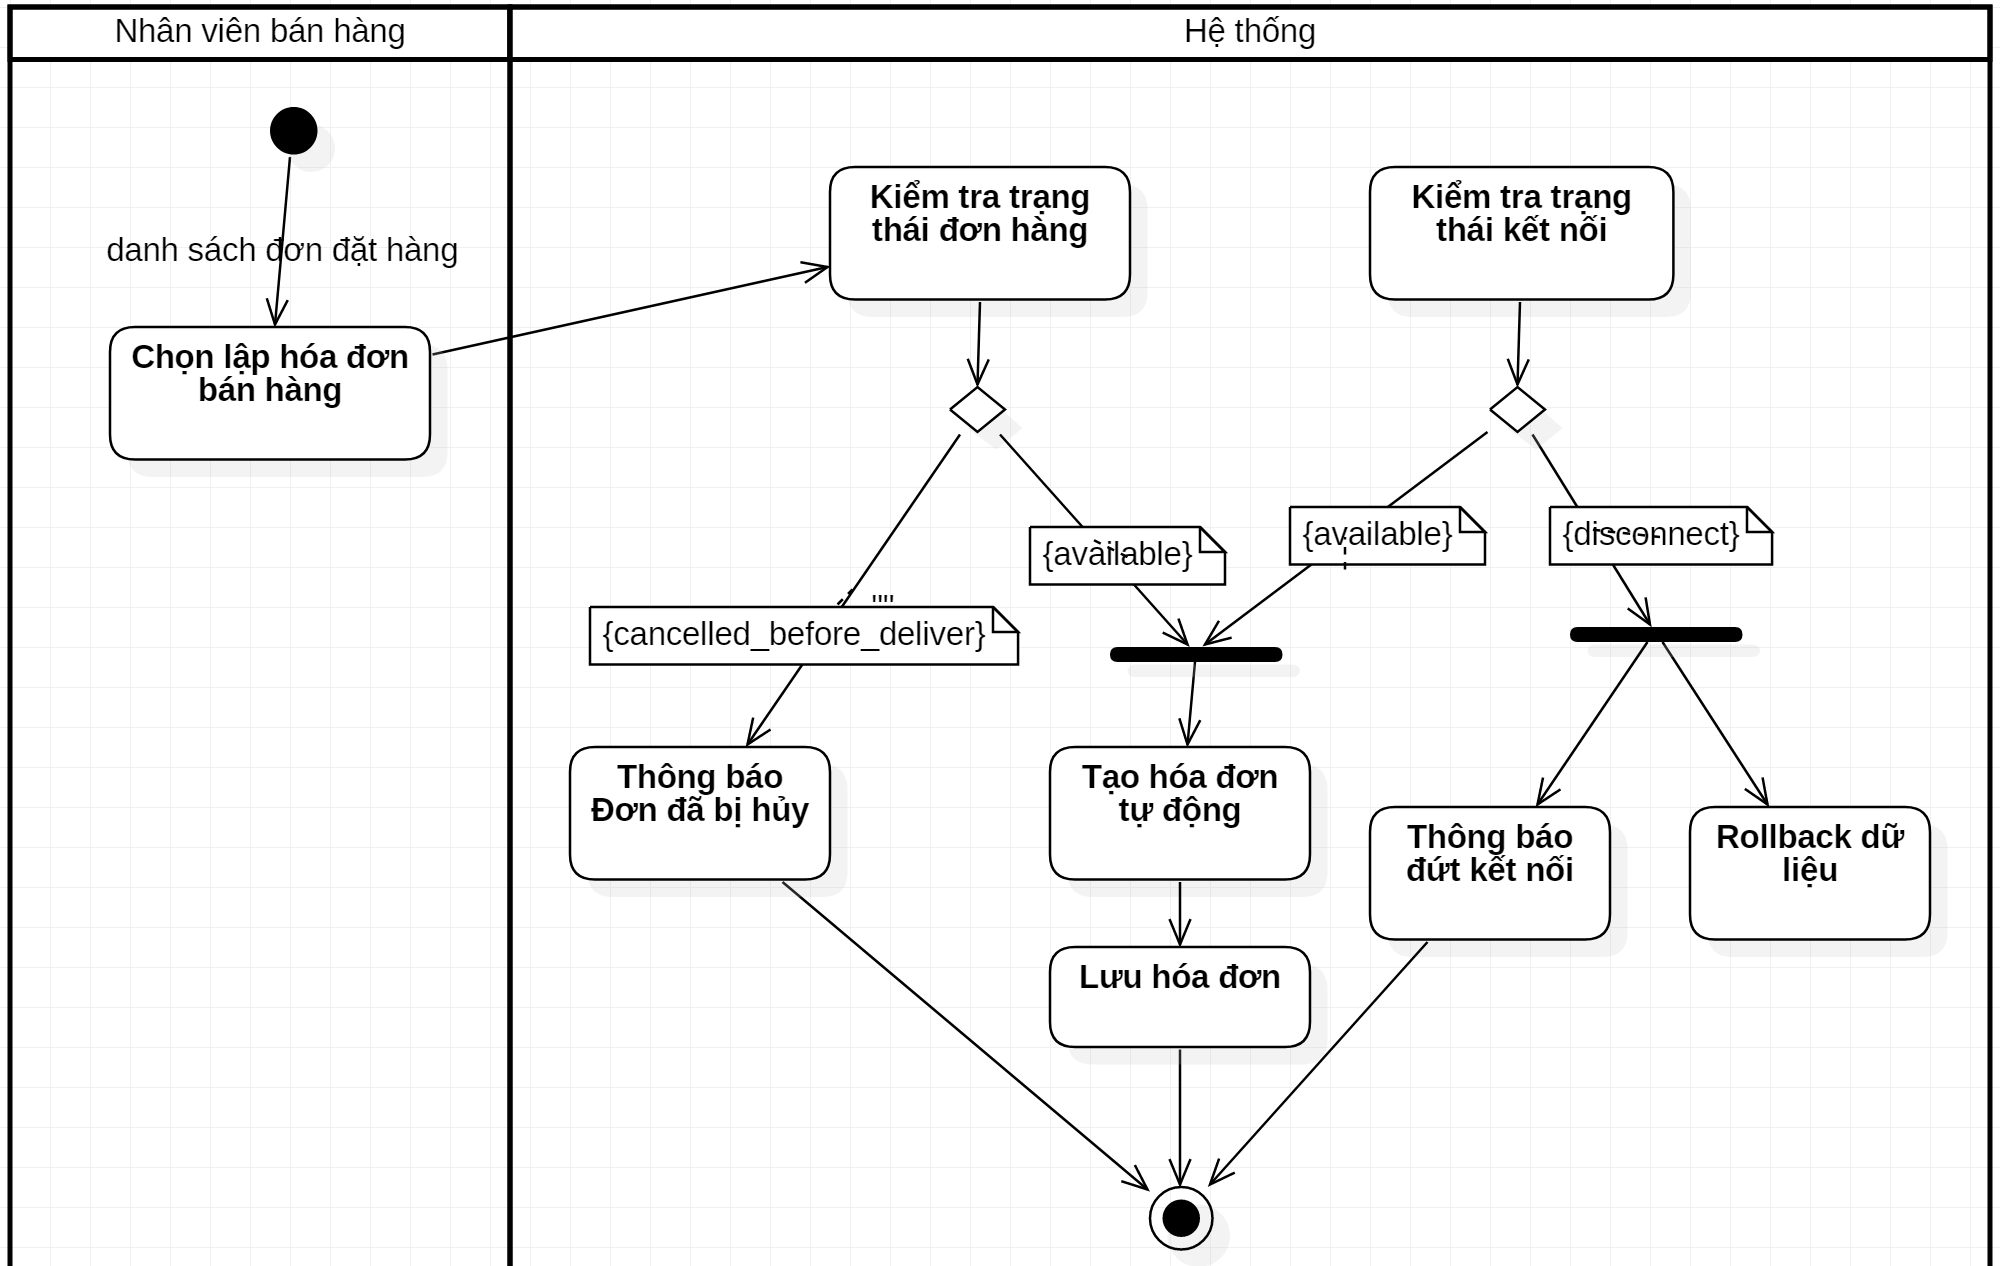 Nhân viên bán hàng
Hệ thống
danh sách đơn đặt hàng
Chọn lập hóa đơn
bán hàng
Kiểm tra trạng
thái đơn hàng
Kiểm tra trạng
thái kết nối
{available}
{available}
{disconnect}
""
{cancelled_before_deliver}
Thông báo
Đơn đã bị hủy
Tạo hóa đơn
tự động
Thông báo
đứt kết nối
Rollback dữ
liệu
Lưu hóa đơn